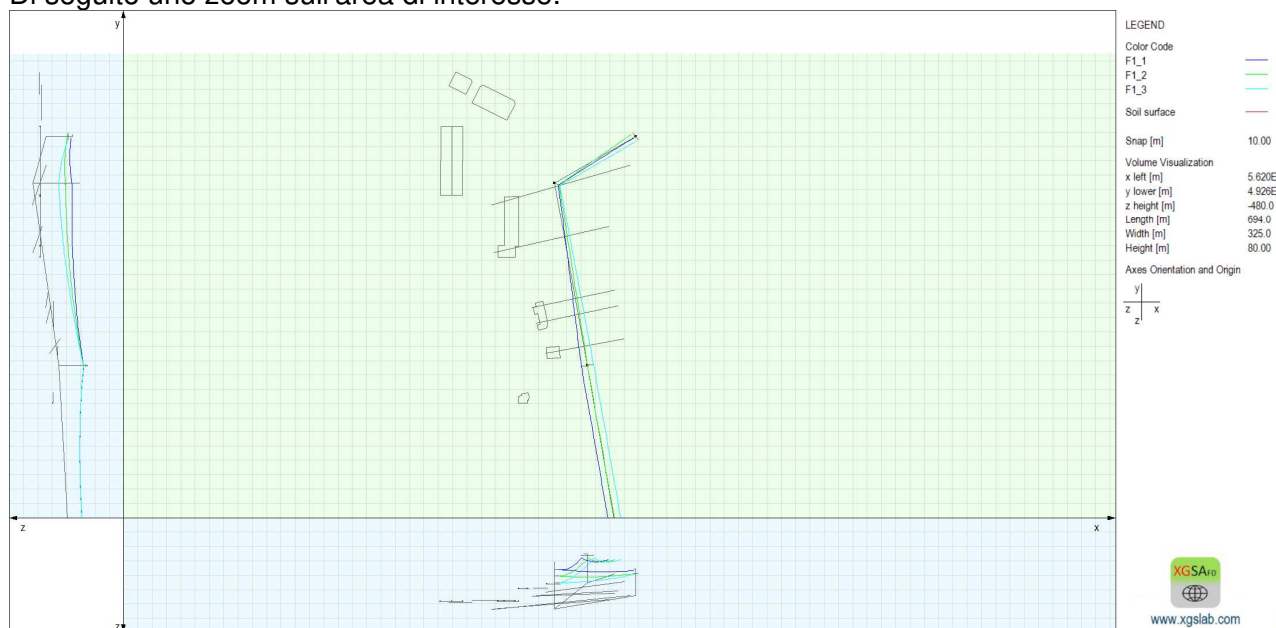 Di seguito uno zoom sull'area di interesse:
y
LEGEND
Color Code
F1_1
F1_2
F1_3
Soil surface
Snap [m] 10.00
Volume Visualization
x left [m] 5.620E
y lower [m] 4.926E
z height [m] -480.0
Length [m] 694.0
Width [m] 325.0
Height [m] 80.00
Axes Orientation and Origin
y
z x
z
z x
z
XGSA FD
www.xgslab.com